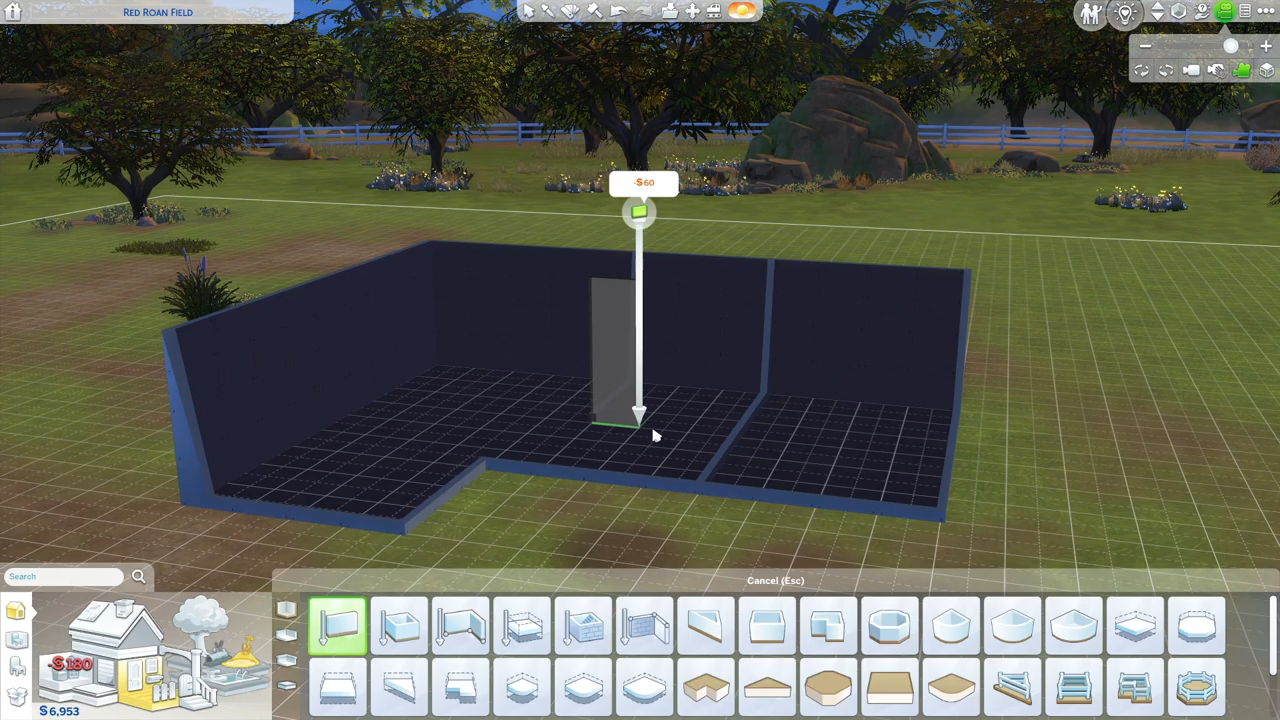 RED ROAN FIELD
-$60
Search
Cancel (Esc)
-$180
$6,953